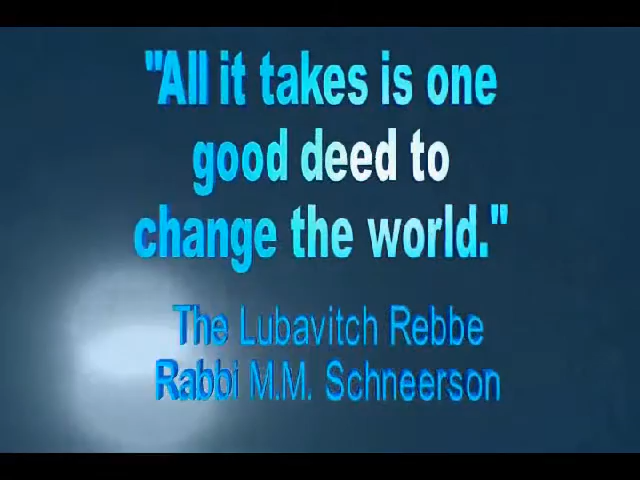 "All it takes is one
good deed to
change the world."
The Lubavitch Rebbe
Rabbi M.M. Schneerson